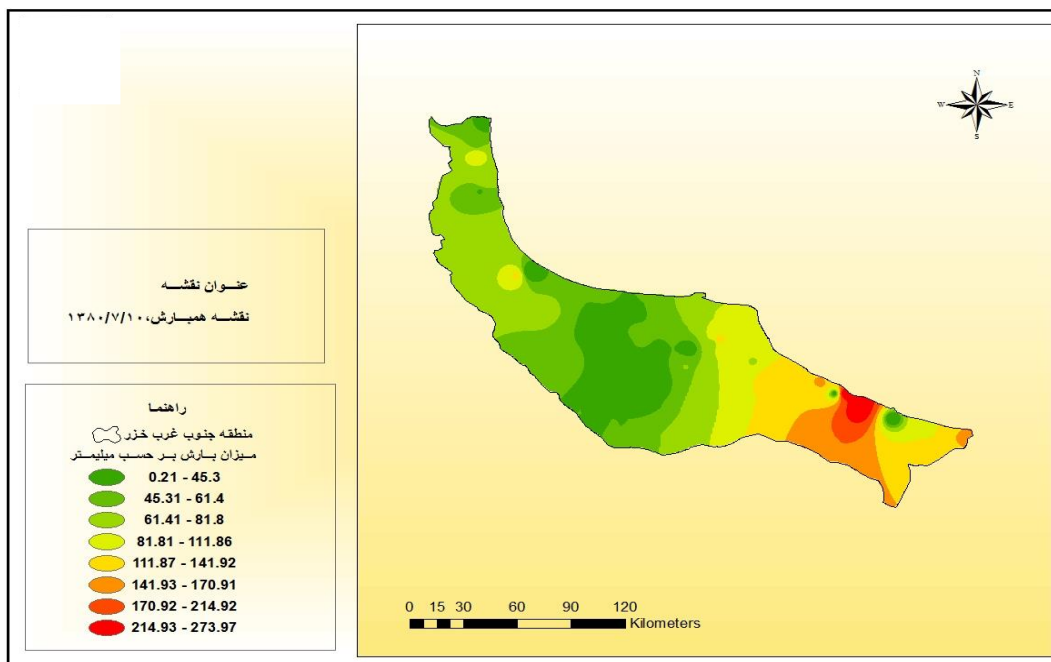 عنوان نقشه
نقشه همبارش، ۱۳۸۰/۷/۱۰
راهنما
منطقه جنوب غرب خزر
میزان بارش بر حسب میلیمتر
0.21 - 45.3
45.31 - 61.4
61.41 - 81.8
81.81 - 111.86
111.87 - 141.92
141.93 - 170.91
170.92 - 214.92
214.93 - 273.97
N
W E
S
0 15 30 60 90 120
Kilometers